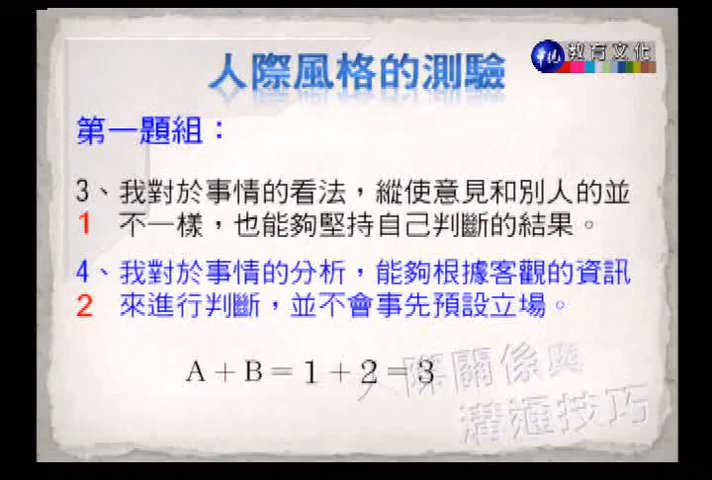 人際風格的測驗
華視 教育文化
第一題組：
3、我對於事情的看法，縱使意見和別人的並
1 不一樣，也能夠堅持自己判斷的結果。
4、我對於事情的分析，能夠根據客觀的資訊
2 來進行判斷，並不會事先預設立場。
A＋B＝1＋2＝3
人際關係與
溝通技巧